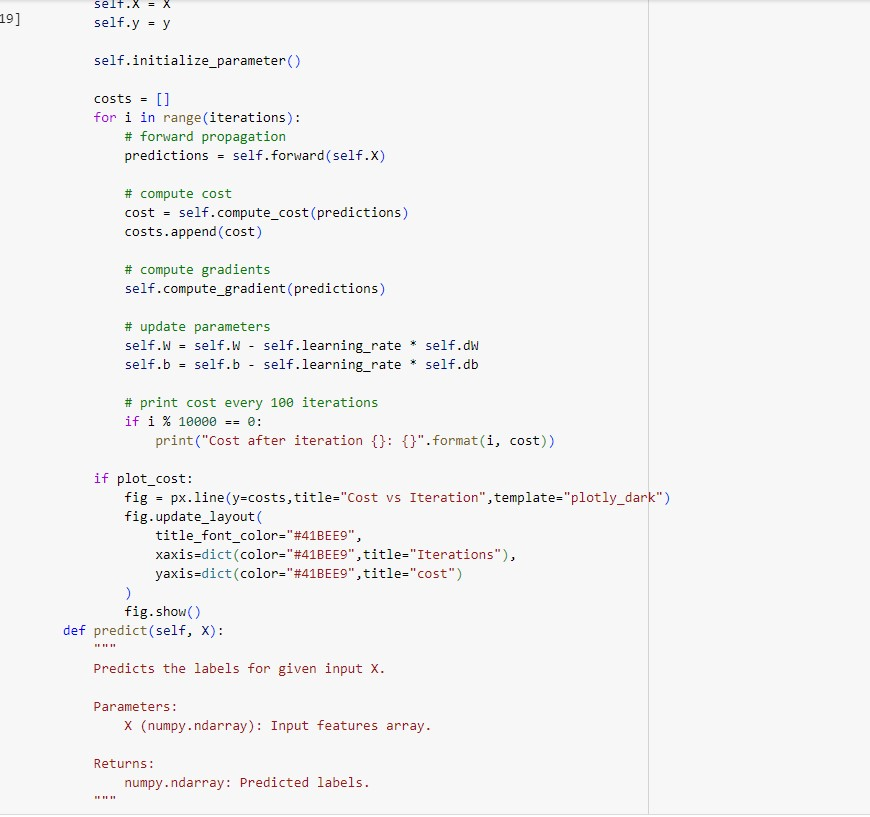 19]
self.X = X
self.y = y
self.initialize_parameter()
costs = []
for i in range(iterations):
# forward propagation
predictions = self.forward(self.X)
# compute cost
cost = self.compute_cost(predictions)
costs.append(cost)
# compute gradients
self.compute_gradient(predictions)
# update parameters
self.W = self.W - self.learning_rate * self.dW
self.b = self.b - self.learning_rate * self.db
# print cost every 100 iterations
if i % 10000 == 0:
print("Cost after iteration {}: {}".format(i, cost))
if plot_cost:
fig = px.line(y=costs,title="Cost vs Iteration",template="plotly_dark")
fig.update_layout(
title_font_color="#41BEE9",
xaxis=dict(color="#41BEE9",title="Iterations"),
yaxis=dict(color="#41BEE9",title="cost")
)
fig.show()
def predict(self, X):
"""
Predicts the labels for given input X.
Parameters:
X (numpy.ndarray): Input features array.
Returns:
numpy.ndarray: Predicted labels.
"""